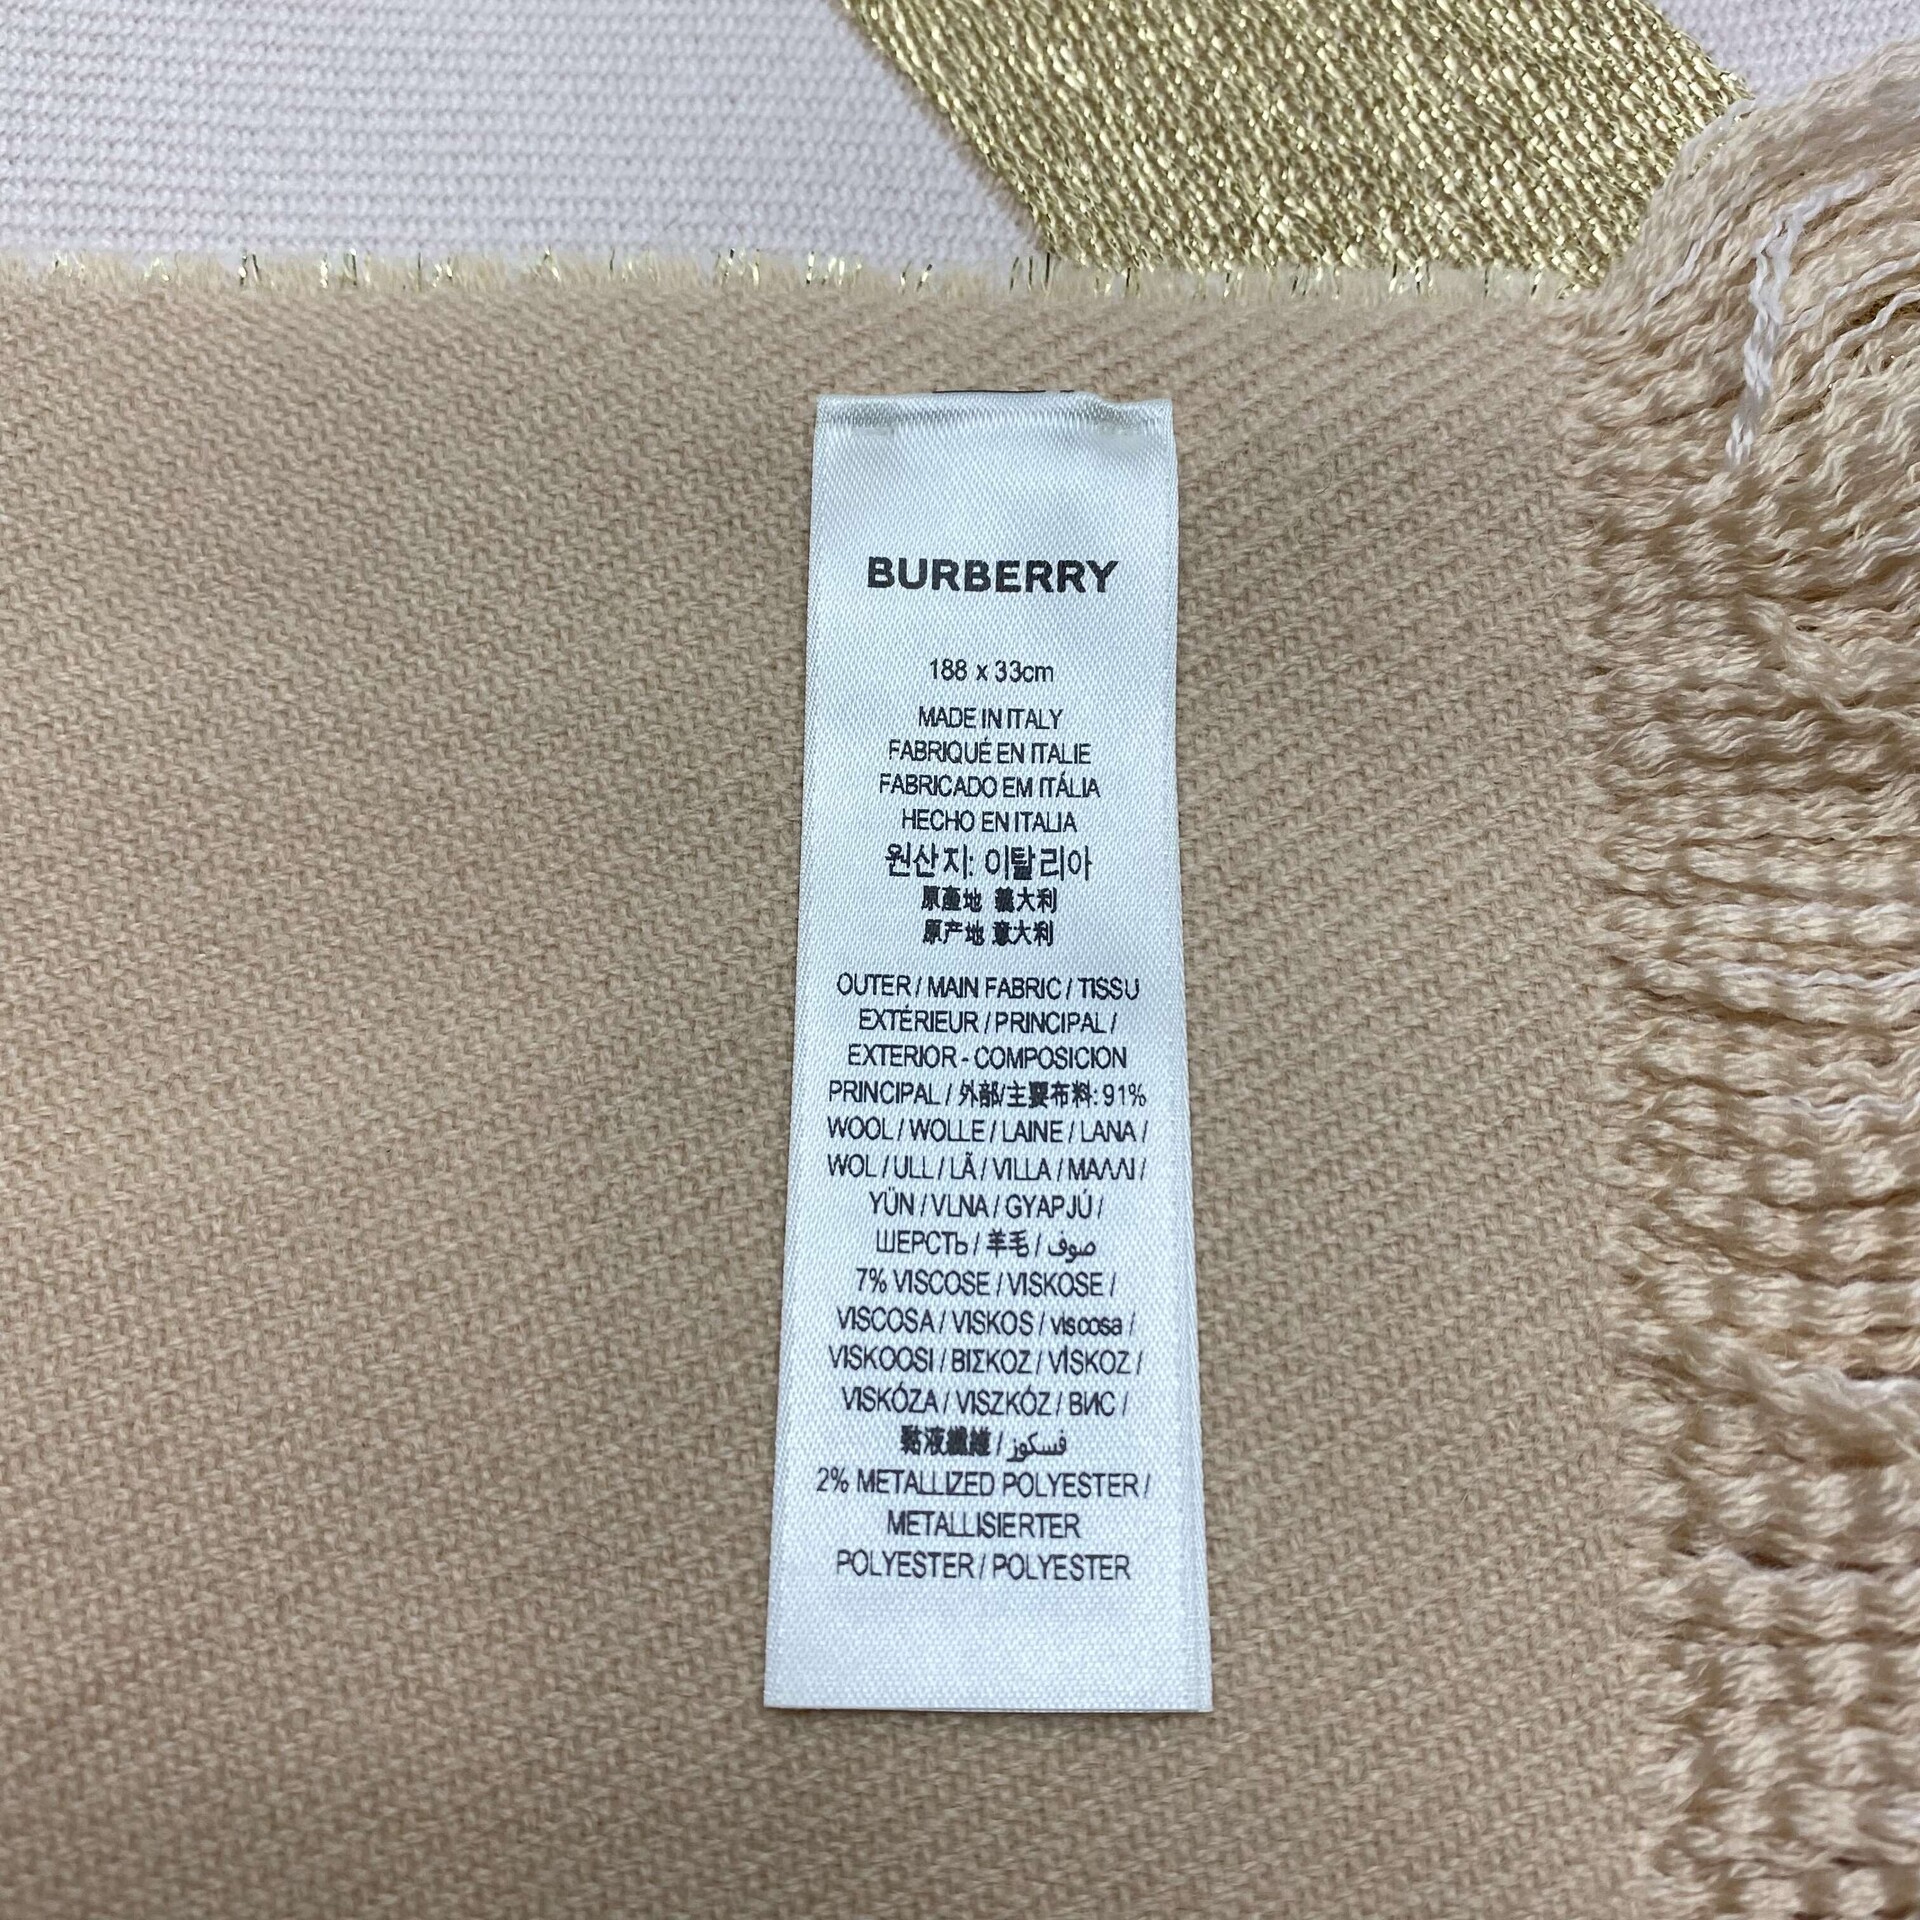 BURBERRY
188 x 33cm
MADE IN ITALY
FABRIQUÉ EN ITALIE
FABRICADO EM ITÁLIA
HECHO EN ITALIA
원산지: 이탈리아
原產地 義大利
原产地 意大利
OUTER / MAIN FABRIC / TISSU
EXTÉRIEUR / PRINCIPAL /
EXTERIOR - COMPOSICION
PRINCIPAL / 外部/主要布料: 91%
WOOL / WOLLE / LAINE / LANA /
WOL / ULL / LÃ / VILLA / ΜΑΛΛΙ /
YÜN / VLNA / GYAPJÚ /
ШЕРСТЬ / 羊毛 / صوف
7% VISCOSE / VISKOSE /
VISCOSA / VISKOS / viscosa /
VISKOOSI / ΒΙΣΚΟΖ / VİSKOZ /
VISKÓZA / VISZKÓZ / ВИС /
黏液纖維 / فسكوز
2% METALLIZED POLYESTER /
METALLISIERTER
POLYESTER / POLYESTER